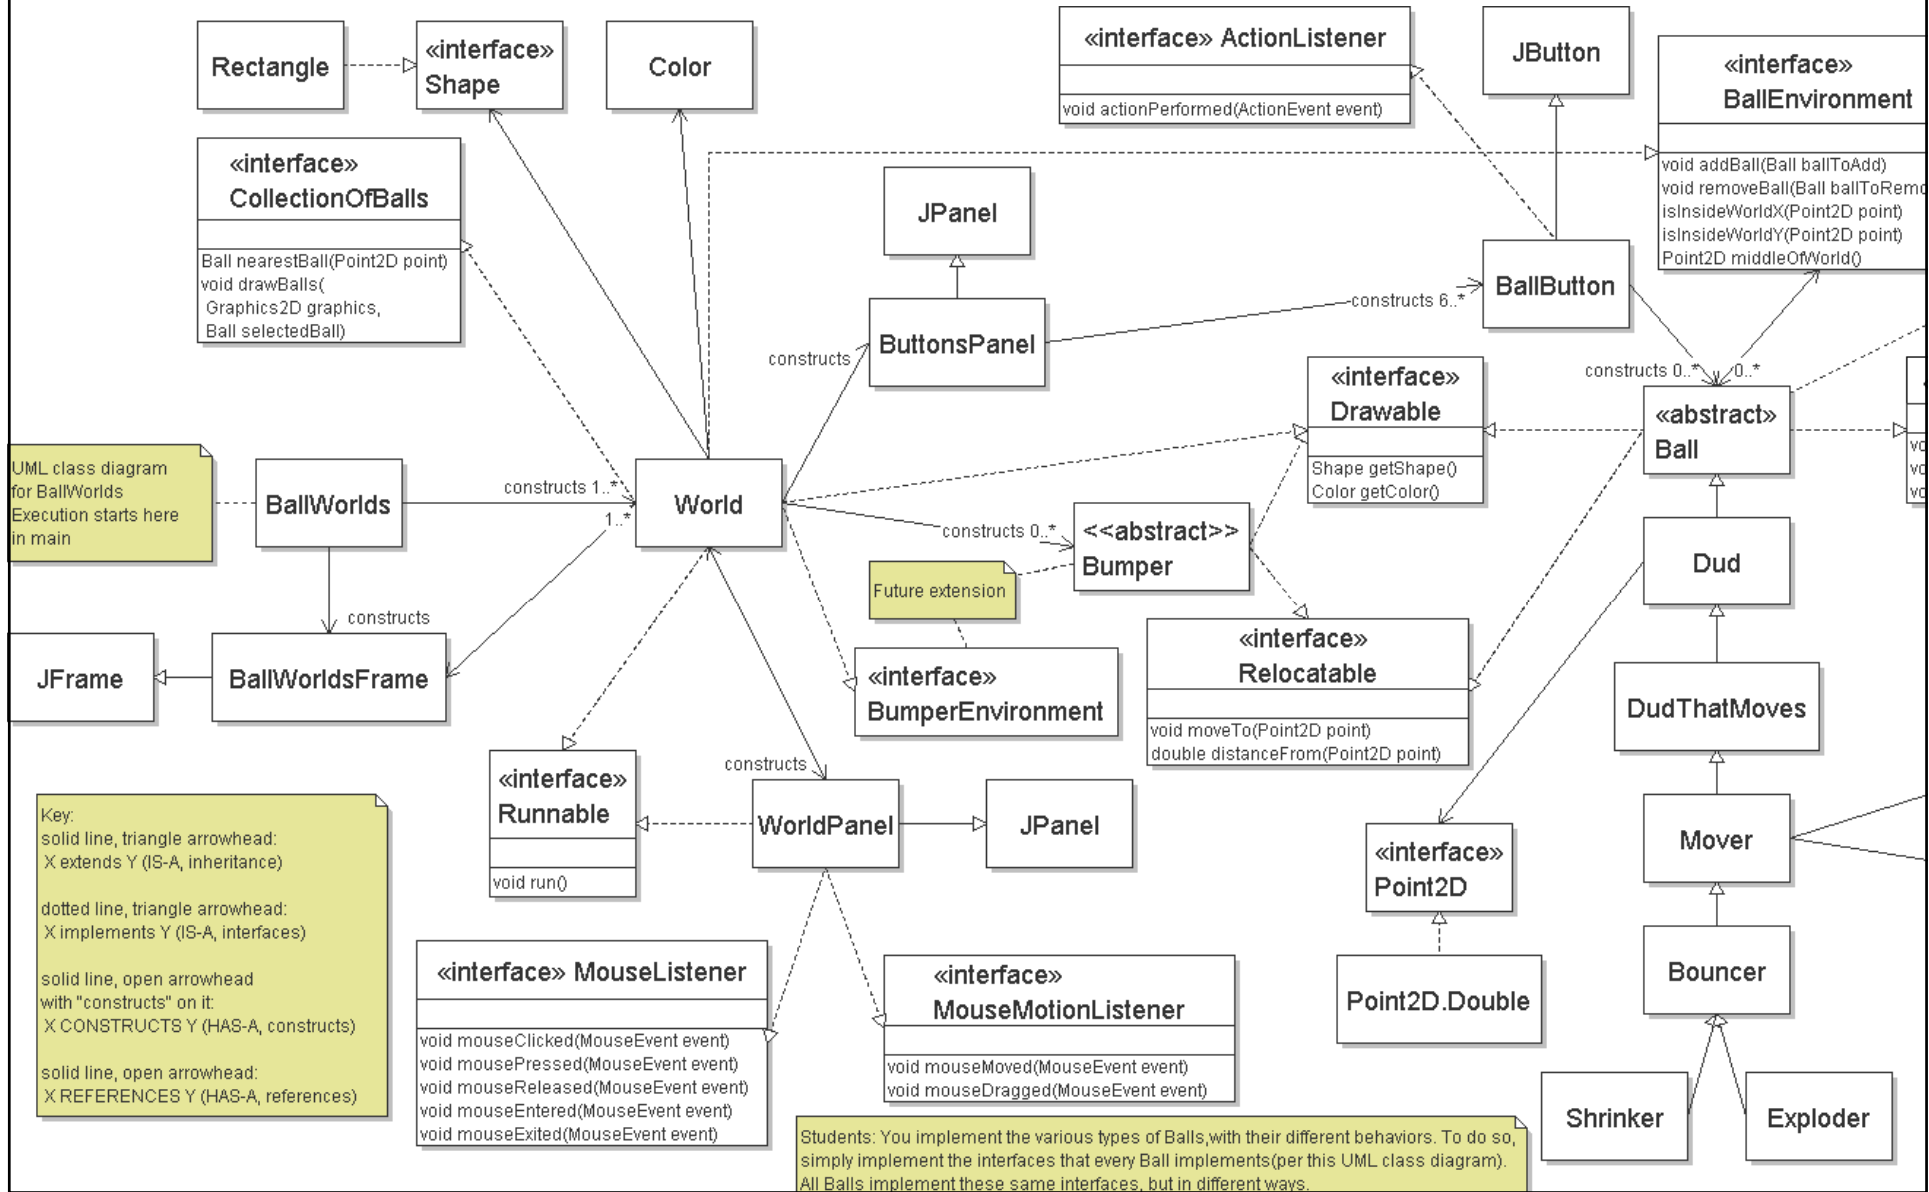 Rectangle
«interface»
Shape
Color
«interface» ActionListener
void actionPerformed(ActionEvent event)
JButton
«interface»
BallEnvironment
void addBall(Ball ballToAdd)
void removeBall(Ball ballToRemo
isInsideWorldX(Point2D point)
isInsideWorldY(Point2D point)
Point2D middleOfWorld()
«interface»
CollectionOfBalls
Ball nearestBall(Point2D point)
void drawBalls(
Graphics2D graphics,
Ball selectedBall)
JPanel
ButtonsPanel
constructs
constructs 6..*
BallButton
constructs 0..*
0..*
«interface»
Drawable
Shape getShape()
Color getColor()
«abstract»
Ball
vo
vo
vo
UML class diagram
for BallWorlds
Execution starts here
in main
BallWorlds
constructs 1..*
1..*
World
constructs 0..*
<<abstract>>
Bumper
Future extension
Dud
constructs
JFrame
BallWorldsFrame
«interface»
BumperEnvironment
«interface»
Relocatable
void moveTo(Point2D point)
double distanceFrom(Point2D point)
DudThatMoves
«interface»
Runnable
void run()
constructs
WorldPanel
JPanel
Mover
«interface»
Point2D
Key:
solid line, triangle arrowhead:
X extends Y (IS-A, inheritance)
dotted line, triangle arrowhead:
X implements Y (IS-A, interfaces)
solid line, open arrowhead
with "constructs" on it:
X CONSTRUCTS Y (HAS-A, constructs)
solid line, open arrowhead:
X REFERENCES Y (HAS-A, references)
«interface» MouseListener
void mouseClicked(MouseEvent event)
void mousePressed(MouseEvent event)
void mouseReleased(MouseEvent event)
void mouseEntered(MouseEvent event)
void mouseExited(MouseEvent event)
«interface»
MouseMotionListener
void mouseMoved(MouseEvent event)
void mouseDragged(MouseEvent event)
Point2D.Double
Bouncer
Shrinker
Exploder
Students: You implement the various types of Balls,with their different behaviors. To do so,
simply implement the interfaces that every Ball implements(per this UML class diagram).
All Balls implement these same interfaces, but in different ways.